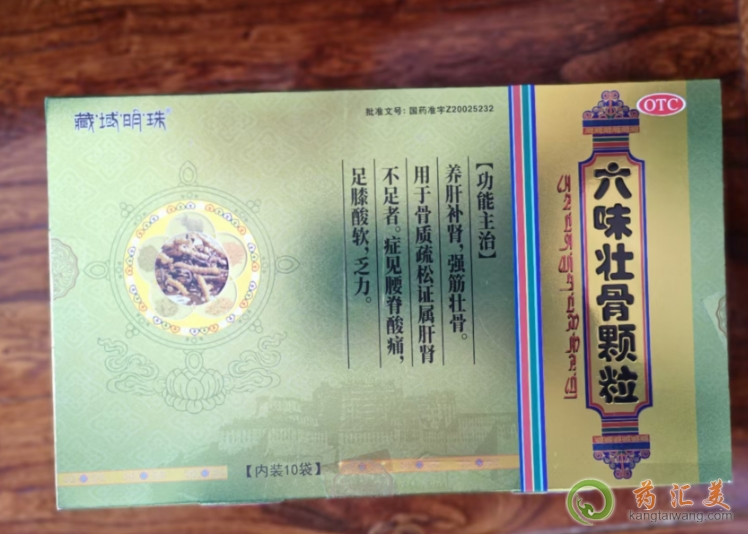 藏·域·明·珠
批准文号：国药准字Z20025232
OTC
六味壮骨颗粒
【功能主治】
养肝补肾，强筋壮骨。
用于骨质疏松证属肝肾
不足者。症见腰脊酸痛，
足膝酸软，乏力。
【内装10袋】
药汇美
kangtaiwang.com